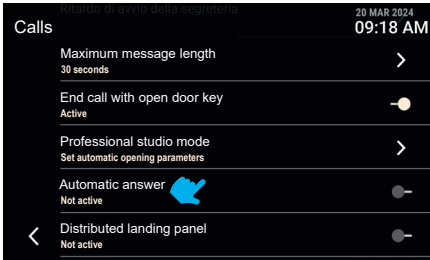 Ritardo di avvio della segreteria
20 MAR 2024
Calls
09:18 AM
Maximum message length
30 seconds
End call with open door key
Active
Professional studio mode
Set automatic opening parameters
Automatic answer
Not active
Distributed landing panel
Not active